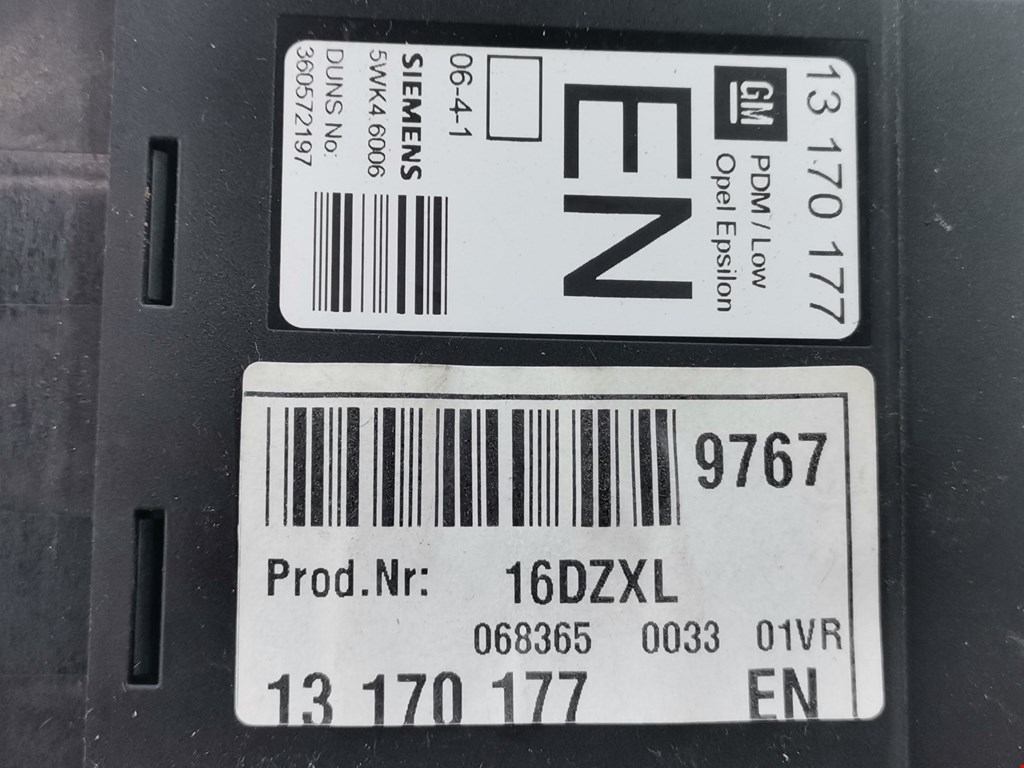 13 170 177
GM
PDM / Low
Opel Epsilon
EN
06-4-1
SIEMENS
5WK4 6006
DUNS No:
360572197
9767
Prod.Nr: 16DZXL
068365 0033 01VR
13 170 177 EN